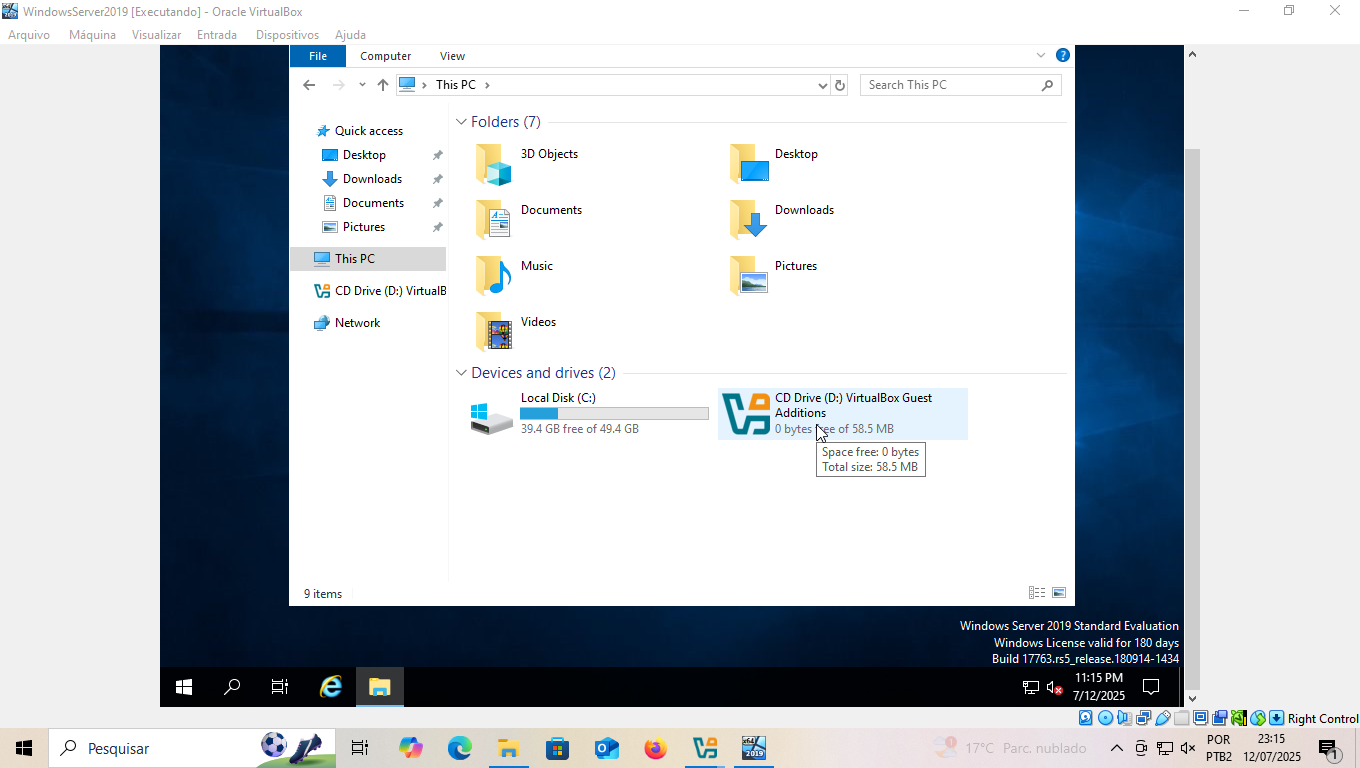 WindowsServer2019 [Executando] - Oracle VirtualBox
Arquivo Máquina Visualizar Entrada Dispositivos Ajuda
File Computer View
This PC
Search This PC
Quick access
Desktop
Downloads
Documents
Pictures
This PC
CD Drive (D:) VirtualB
Network
Folders (7)
3D Objects
Desktop
Documents
Downloads
Music
Pictures
Videos
Devices and drives (2)
Local Disk (C:)
39.4 GB free of 49.4 GB
CD Drive (D:) VirtualBox Guest
Additions
0 bytes free of 58.5 MB
Space free: 0 bytes
Total size: 58.5 MB
9 items
Windows Server 2019 Standard Evaluation
Windows License valid for 180 days
Build 17763.rs5_release.180914-1434
11:15 PM
7/12/2025
Right Control
Pesquisar
x64
2019
17°C Parc. nublado
POR
PTB2
23:15
12/07/2025
1